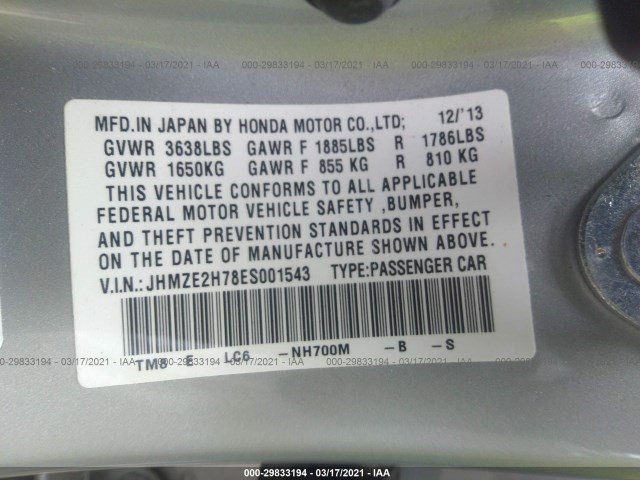 000-29833194 - 03/17/2021 - IAA
MFD.IN JAPAN BY HONDA MOTOR CO.,LTD; 12/'13
GVWR 3638LBS GAWR F 1885LBS R 1786LBS
GVWR 1650KG GAWR F 855 KG R 810 KG
THIS VEHICLE CONFORMS TO ALL APPLICABLE
FEDERAL MOTOR VEHICLE SAFETY ,BUMPER,
AND THEFT PREVENTION STANDARDS IN EFFECT
ON THE DATE OF MANUFACTURE SHOWN ABOVE.
V.I.N.:JHMZE2H78ES001543 TYPE:PASSENGER CAR
TM8 E LC6 -NH700M -B -S
000-29833194 - 03/17/2021 - IAA